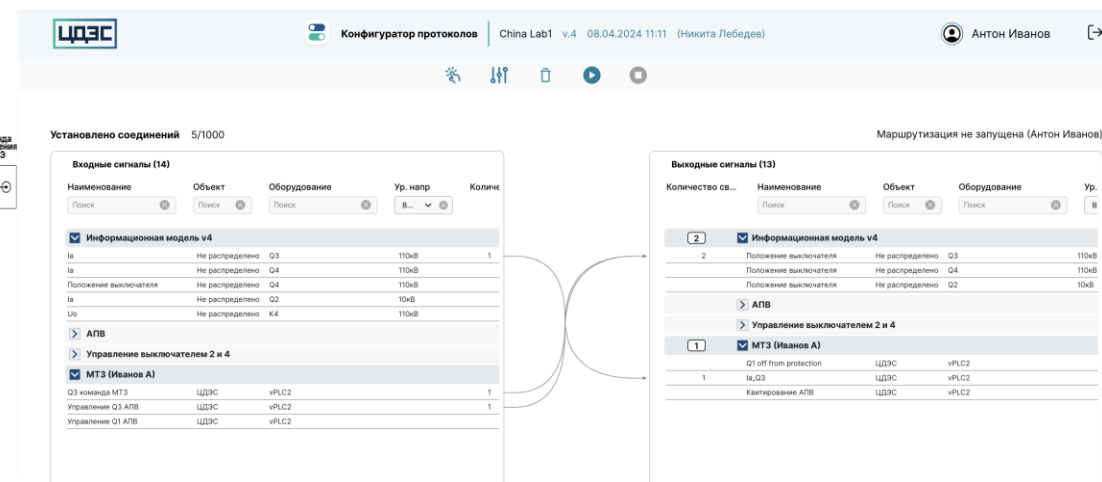 ЦДЭС
Конфигуратор протоколов China Lab1 v.4 08.04.2024 11:11 (Никита Лебедев)
Антон Иванов
Установлено соединений 5/1000
Маршрутизация не запущена (Антон Иванов)
Входные сигналы (14)
Наименование Объект Оборудование Ур. напр Количе
Поиск Поиск Поиск В...
Информационная модель v4
Ia Не распределено Q3 110кВ 1
Ia Не распределено Q4 110кВ
Положение выключателя Не распределено Q4 110кВ
Ia Не распределено Q2 10кВ
Uo Не распределено K4 110кВ
АПВ
Управление выключателем 2 и 4
МТЗ (Иванов А)
Q3 команда МТЗ ЦДЭС vPLC2 1
Управление Q3 АПВ ЦДЭС vPLC2 1
Управление Q1 АПВ ЦДЭС vPLC2
Выходные сигналы (13)
Количество св... Наименование Объект Оборудование Ур.
Поиск Поиск Поиск В
2 Информационная модель v4
2 Положение выключателя Не распределено Q3 110кВ
Положение выключателя Не распределено Q4 110кВ
Положение выключателя Не распределено Q2 10кВ
АПВ
Управление выключателем 2 и 4
1 МТЗ (Иванов А)
Q1 off from protection ЦДЭС vPLC2
1 Ia_Q3 ЦДЭС vPLC2
Квитирование АПВ ЦДЭС vPLC2